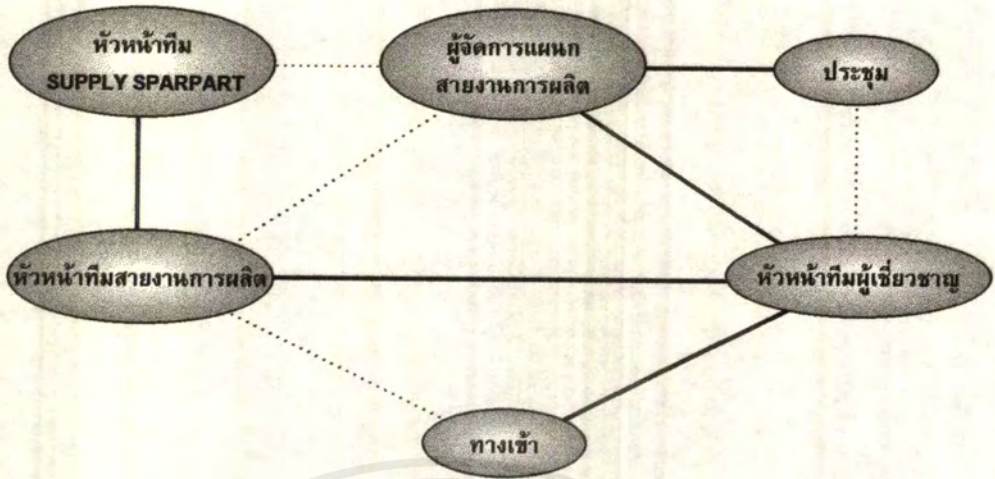 หัวหน้าทีม
SUPPLY SPARPART
ผู้จัดการแผนก
สายงานการผลิต
ประชุม
หัวหน้าทีมสายงานการผลิต
หัวหน้าทีมผู้เชี่ยวชาญ
ทางเข้า